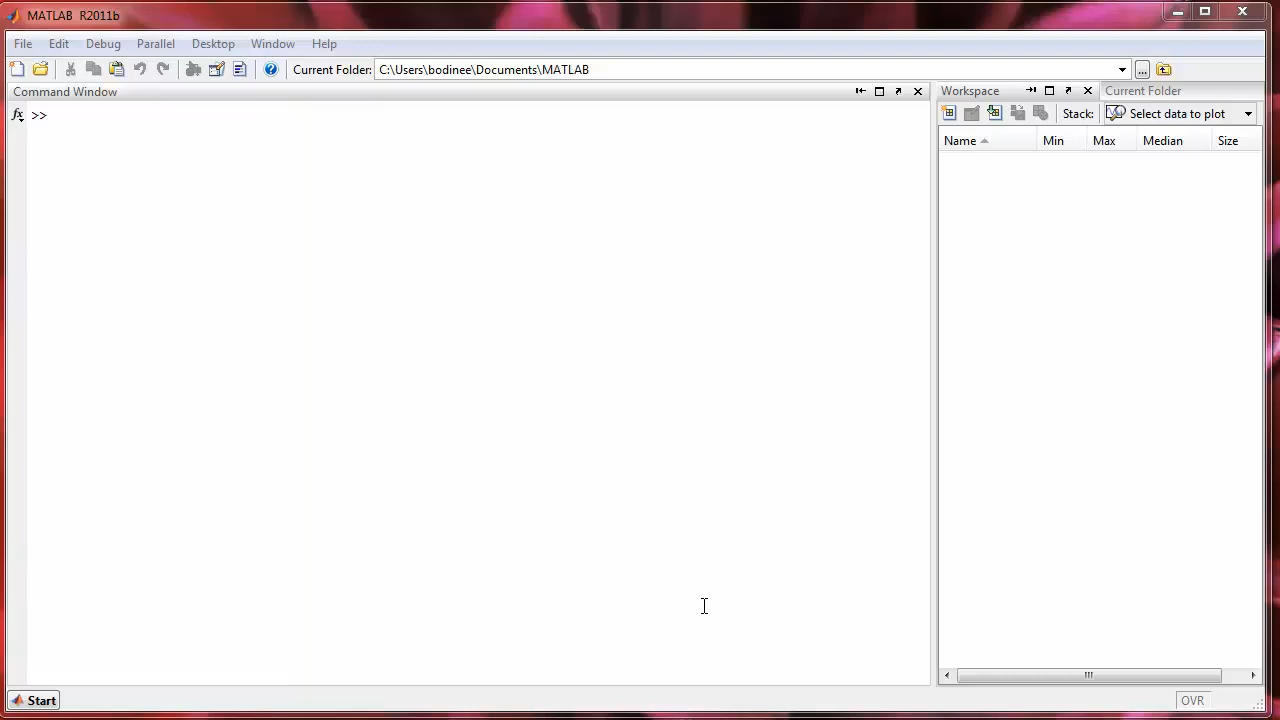 MATLAB R2011b
File Edit Debug Parallel Desktop Window Help
Current Folder: C:\Users\bodinee\Documents\MATLAB ...
Command Window
Workspace Current Folder
fx >>
Stack: Select data to plot
Name Min Max Median Size
Start
OVR